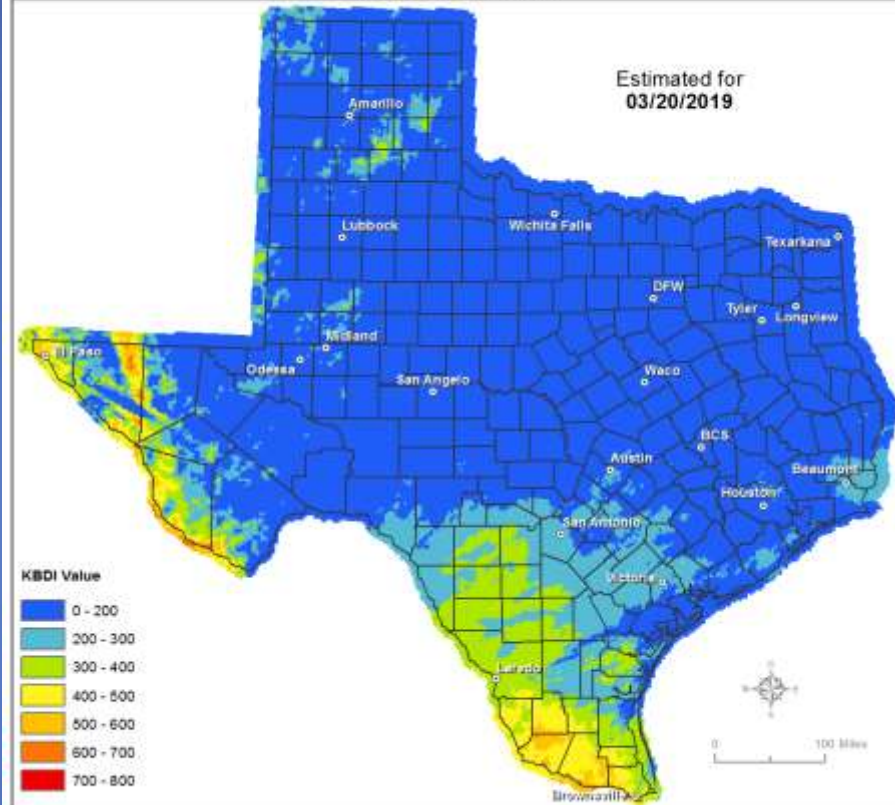 Estimated for
03/20/2019
Amarillo
Lubbock
Wichita Falls
Texarkana
DFW
Tyler
Longview
El Paso
Midland
Odessa
San Angelo
Waco
BCS
Austin
Beaumont
Houston
San Antonio
Victoria
Laredo
Brownsville
KBDI Value
0 - 200
200 - 300
300 - 400
400 - 500
500 - 600
600 - 700
700 - 800
0 100 Miles